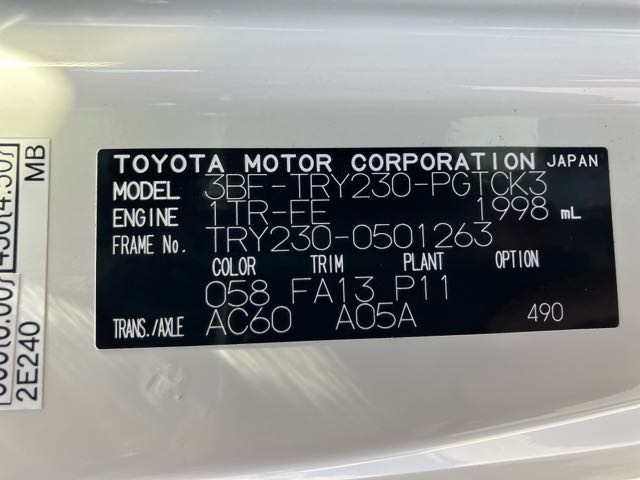 TOYOTA MOTOR CORPORATION JAPAN
MODEL 3BF-TRY230-PGTCK3
ENGINE 1TR-FE 1998 mL
FRAME No. TRY230-0501263
COLOR TRIM PLANT OPTION
058 FA13 P11
TRANS./AXLE AC60 A05A 490
MB
2E240